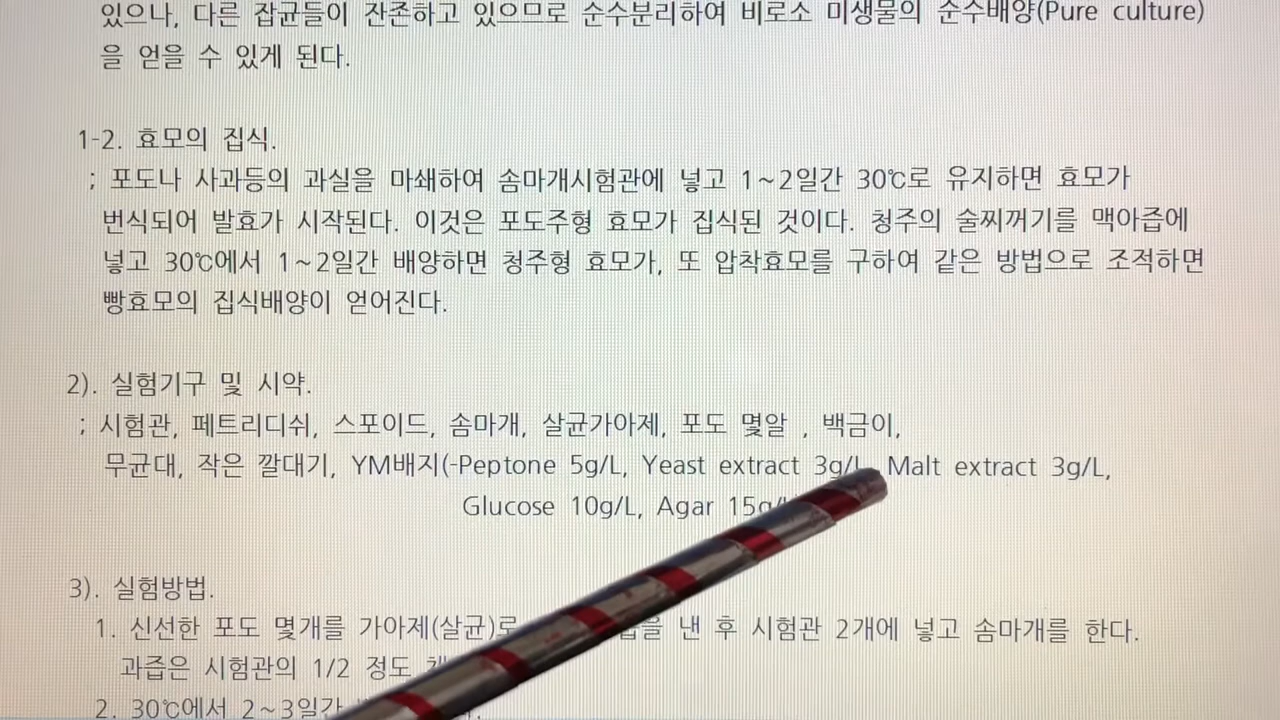 있으나, 다른 잡균들이 잔존하고 있으므로 순수분리하여 비로소 미생물의 순수배양(Pure culture)
을 얻을 수 있게 된다.
1-2. 효모의 집식.
; 포도나 사과등의 과실을 마쇄하여 솜마개시험관에 넣고 1~2일간 30℃로 유지하면 효모가
번식되어 발효가 시작된다. 이것은 포도주형 효모가 집식된 것이다. 청주의 술찌꺼기를 맥아즙에
넣고 30℃에서 1~2일간 배양하면 청주형 효모가, 또 압착효모를 구하여 같은 방법으로 조적하면
빵효모의 집식배양이 얻어진다.
2). 실험기구 및 시약.
; 시험관, 페트리디쉬, 스포이드, 솜마개, 살균가아제, 포도 몇알 , 백금이,
무균대, 작은 깔대기, YM배지(-Peptone 5g/L, Yeast extract 3g/L, Malt extract 3g/L,
Glucose 10g/L, Agar 15g/
3). 실험방법.
1. 신선한 포도 몇개를 가아제(살균)로 낸 후 시험관 2개에 넣고 솜마개를 한다.
과즙은 시험관의 1/2 정도
2. 30℃에서 2~3일간